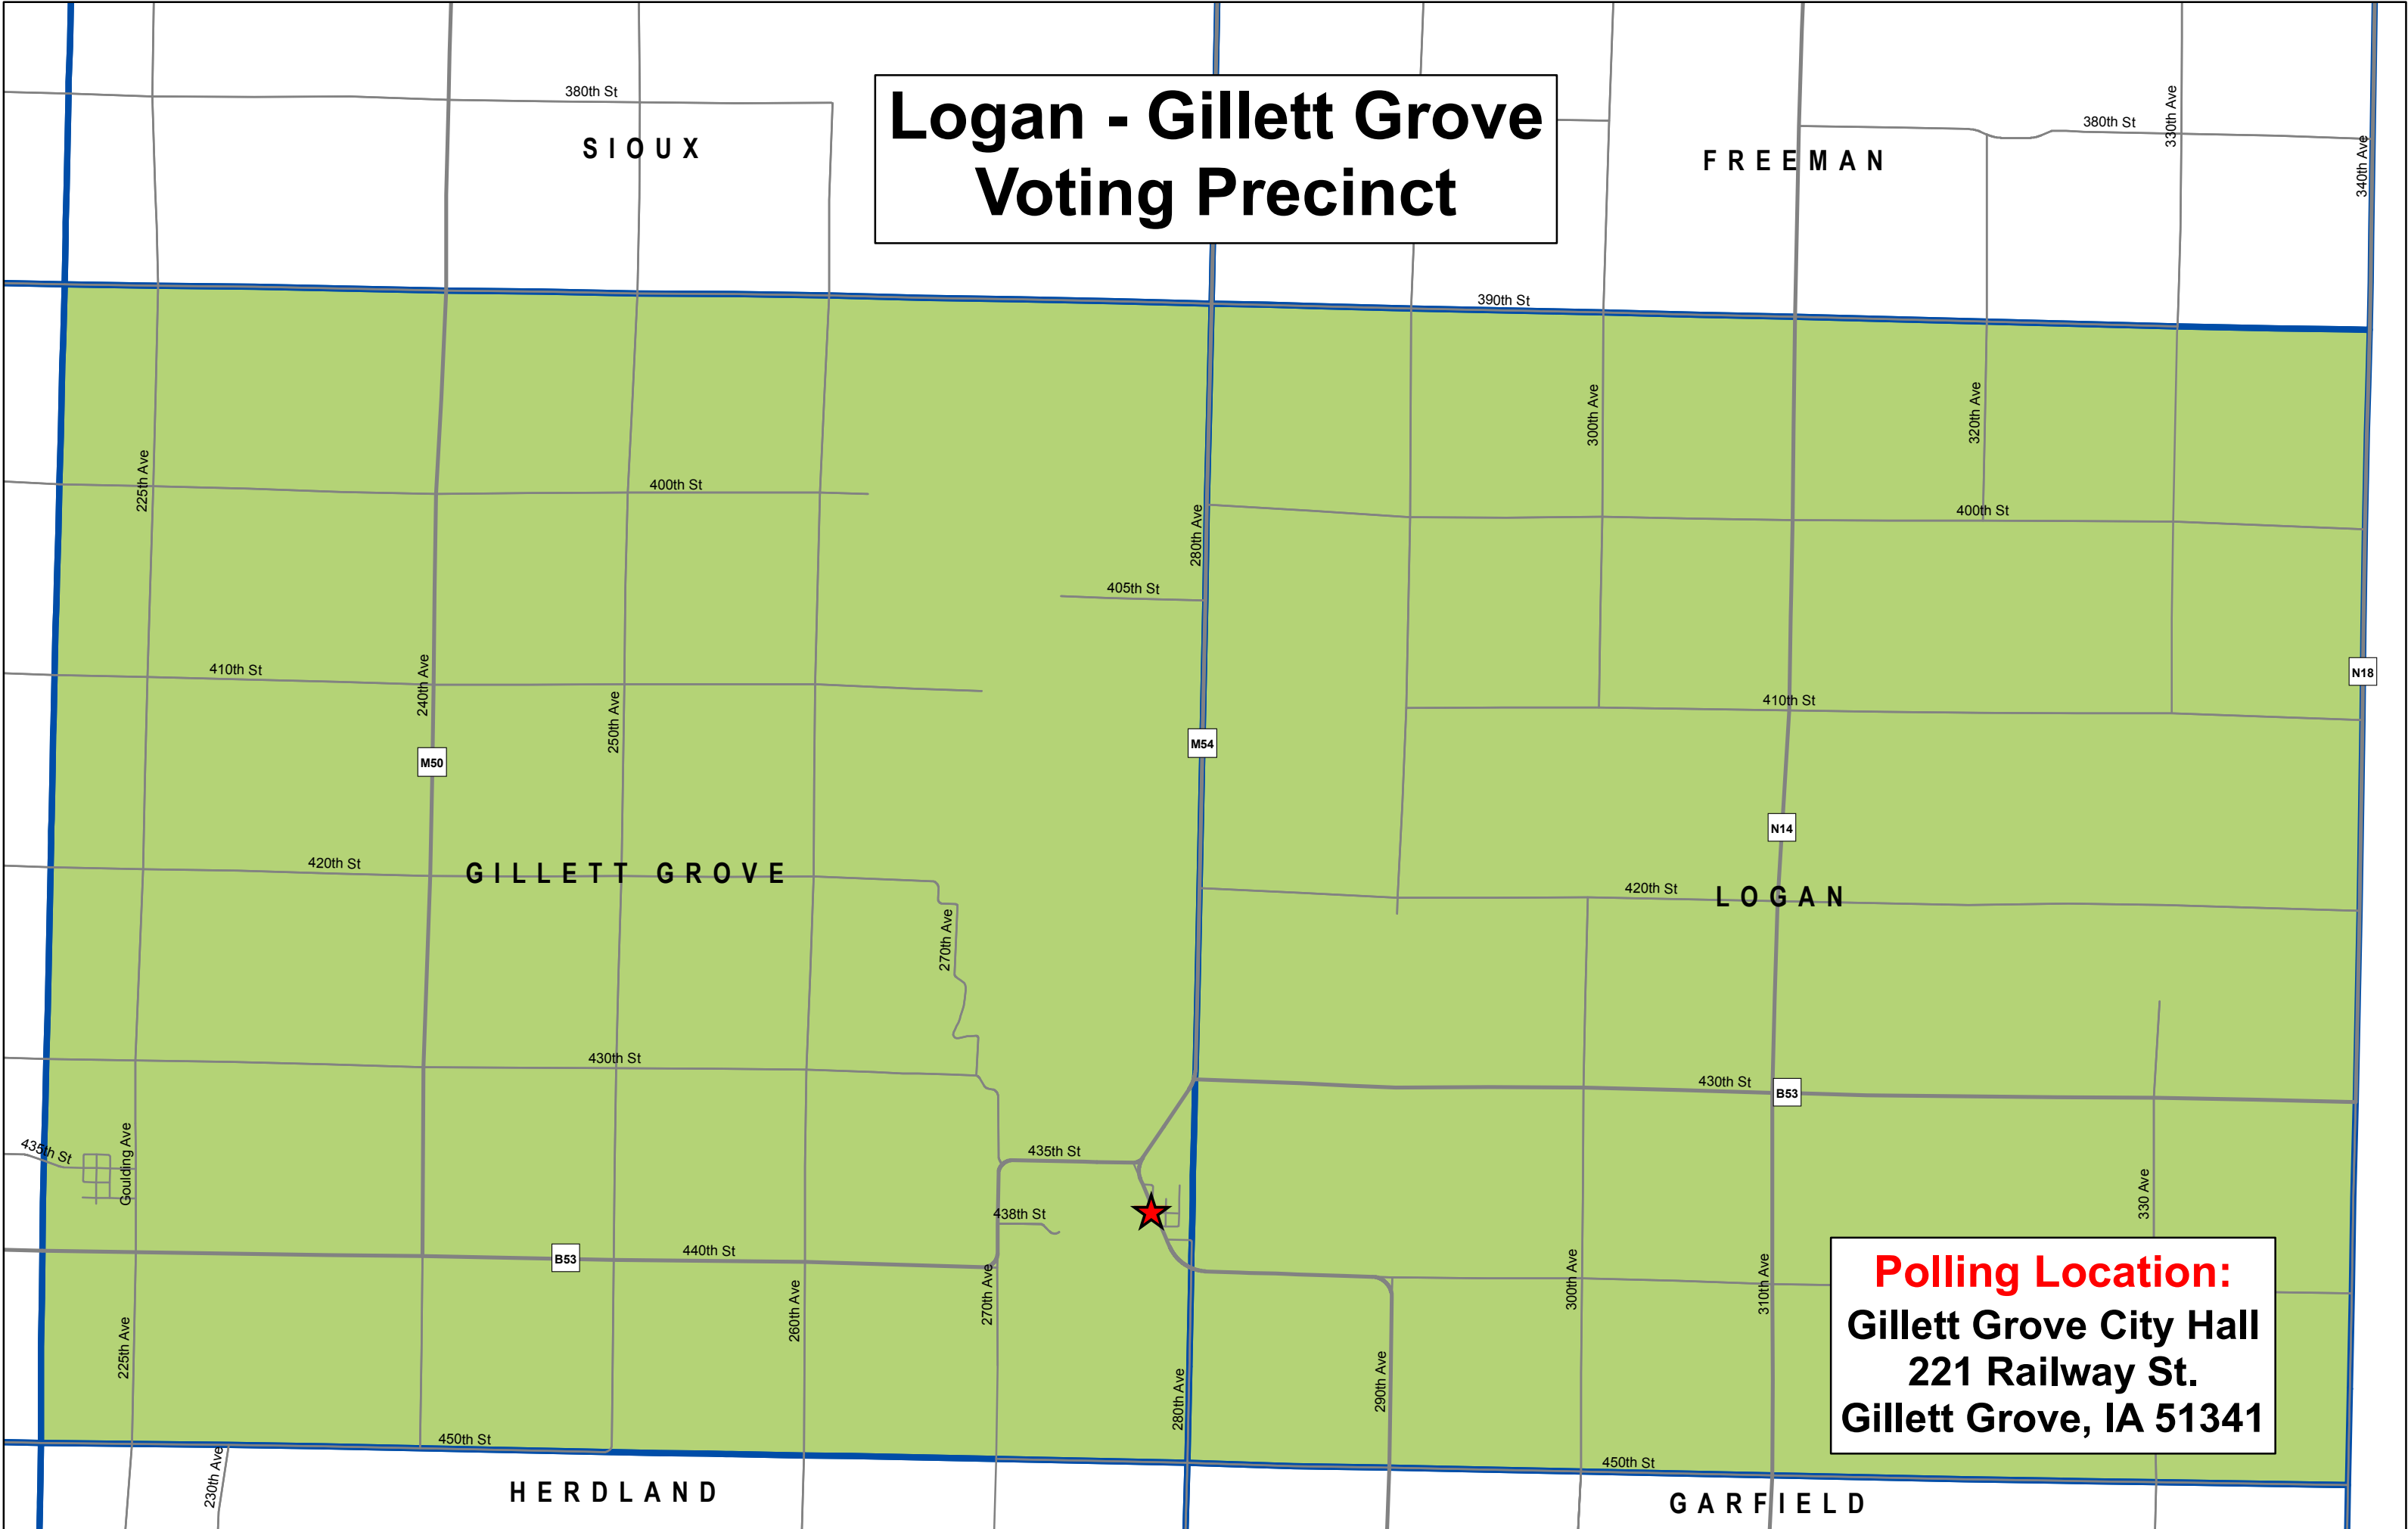 380th St
SIOUX
Logan - Gillett Grove
Voting Precinct
FREEMAN
380th St
330th Ave
340th Ave
390th St
225th Ave
400th St
280th Ave
300th Ave
320th Ave
400th St
405th St
410th St
240th Ave
250th Ave
410th St
N18
M50
M54
N14
420th St
GILLETT GROVE
270th Ave
420th St
LOGAN
430th St
430th St
B53
435th St
Goulding Ave
435th St
438th St
330 Ave
B53
440th St
260th Ave
270th Ave
300th Ave
310th Ave
225th Ave
280th Ave
290th Ave
Polling Location:
Gillett Grove City Hall
221 Railway St.
Gillett Grove, IA 51341
450th St
450th St
230th Ave
HERDLAND
GARFIELD